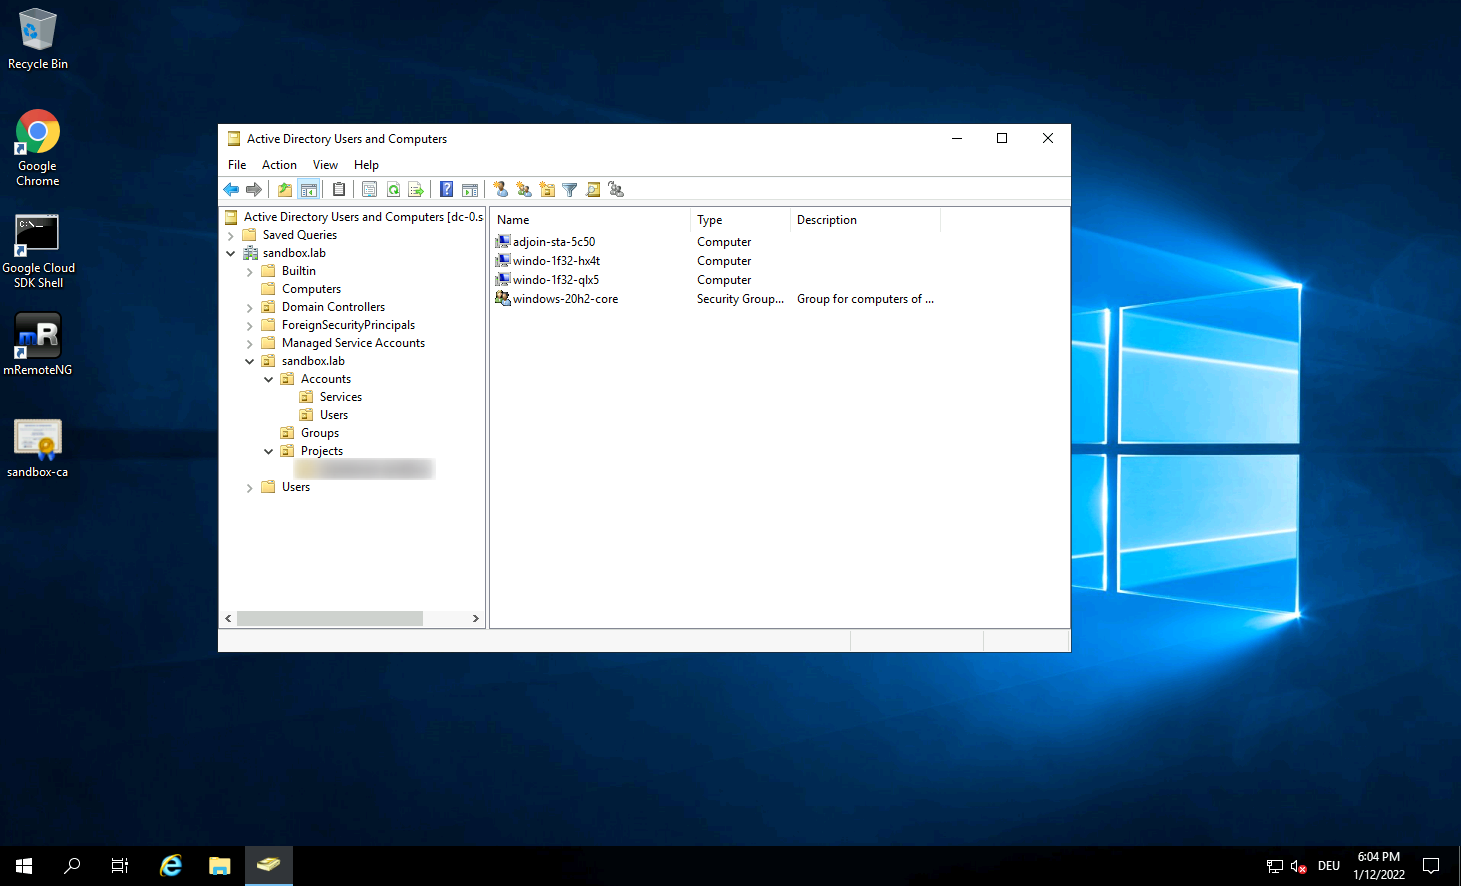 Recycle Bin
Google
Chrome
C:\_
Google Cloud
SDK Shell
mR
mRemoteNG
sandbox-ca
Active Directory Users and Computers
File Action View Help
Active Directory Users and Computers [dc-0.s
Saved Queries
sandbox.lab
Builtin
Computers
Domain Controllers
ForeignSecurityPrincipals
Managed Service Accounts
sandbox.lab
Accounts
Services
Users
Groups
Projects
Users
Name Type Description
adjoin-sta-5c50 Computer
windo-1f32-hx4t Computer
windo-1f32-qlx5 Computer
windows-20h2-core Security Group... Group for computers of ...
DEU
6:04 PM
1/12/2022